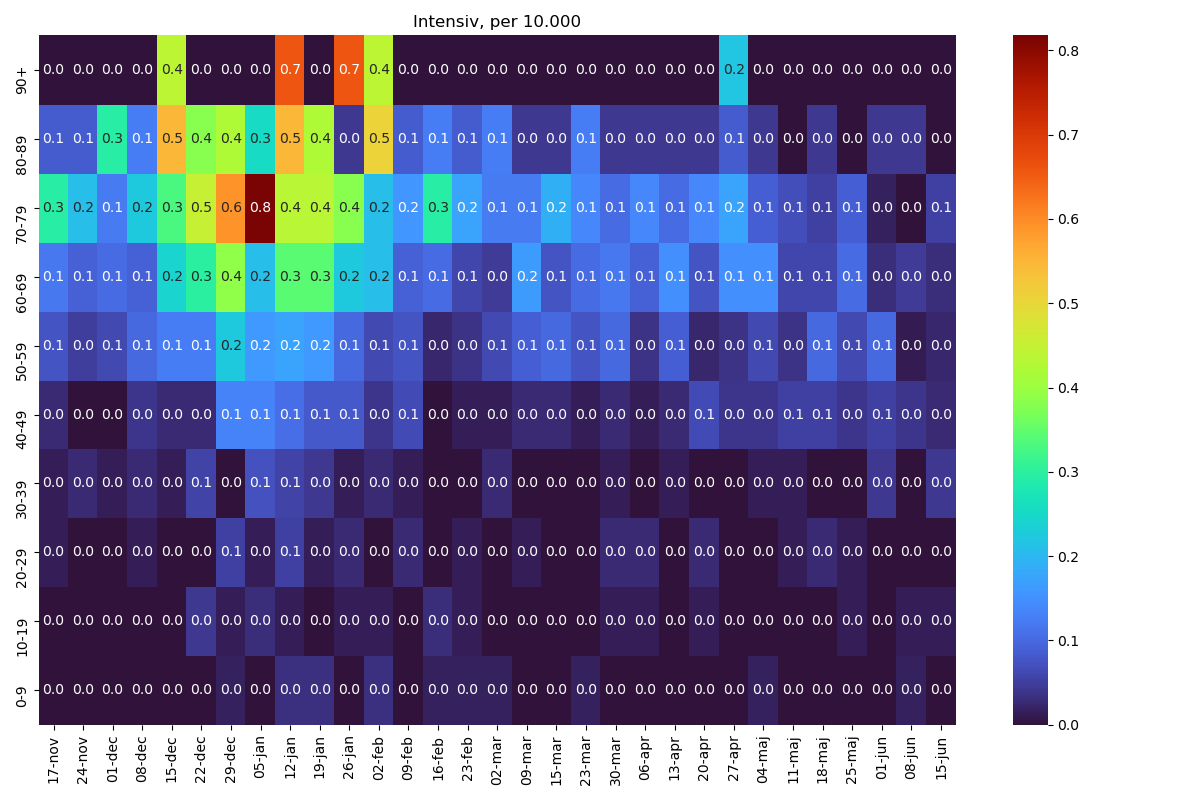 Intensiv, per 10.000
90+ 0.0 0.0 0.0 0.0 0.4 0.0 0.0 0.0 0.7 0.0 0.7 0.4 0.0 0.0 0.0 0.0 0.0 0.0 0.0 0.0 0.0 0.0 0.0 0.2 0.0 0.0 0.0 0.0 0.0 0.0 0.0
80-89 0.1 0.1 0.3 0.1 0.5 0.4 0.4 0.3 0.5 0.4 0.0 0.5 0.1 0.1 0.1 0.1 0.0 0.0 0.1 0.0 0.0 0.0 0.0 0.1 0.0 0.0 0.0 0.0 0.0 0.0 0.0
70-79 0.3 0.2 0.1 0.2 0.3 0.5 0.6 0.8 0.4 0.4 0.4 0.2 0.2 0.3 0.2 0.1 0.1 0.2 0.1 0.1 0.1 0.1 0.1 0.2 0.1 0.1 0.1 0.1 0.0 0.0 0.1
60-69 0.1 0.1 0.1 0.1 0.2 0.3 0.4 0.2 0.3 0.3 0.2 0.2 0.1 0.1 0.1 0.0 0.2 0.1 0.1 0.1 0.1 0.1 0.1 0.1 0.1 0.1 0.1 0.1 0.0 0.0 0.0
50-59 0.1 0.0 0.1 0.1 0.1 0.1 0.2 0.2 0.2 0.2 0.1 0.1 0.1 0.0 0.0 0.1 0.1 0.1 0.1 0.1 0.0 0.1 0.0 0.0 0.1 0.0 0.1 0.1 0.1 0.0 0.0
40-49 0.0 0.0 0.0 0.0 0.0 0.0 0.1 0.1 0.1 0.1 0.1 0.0 0.1 0.0 0.0 0.0 0.0 0.0 0.0 0.0 0.0 0.0 0.1 0.0 0.0 0.1 0.1 0.0 0.1 0.0 0.0
30-39 0.0 0.0 0.0 0.0 0.0 0.1 0.0 0.1 0.1 0.0 0.0 0.0 0.0 0.0 0.0 0.0 0.0 0.0 0.0 0.0 0.0 0.0 0.0 0.0 0.0 0.0 0.0 0.0 0.0 0.0 0.0
20-29 0.0 0.0 0.0 0.0 0.0 0.0 0.1 0.0 0.1 0.0 0.0 0.0 0.0 0.0 0.0 0.0 0.0 0.0 0.0 0.0 0.0 0.0 0.0 0.0 0.0 0.0 0.0 0.0 0.0 0.0 0.0
10-19 0.0 0.0 0.0 0.0 0.0 0.0 0.0 0.0 0.0 0.0 0.0 0.0 0.0 0.0 0.0 0.0 0.0 0.0 0.0 0.0 0.0 0.0 0.0 0.0 0.0 0.0 0.0 0.0 0.0 0.0 0.0
0-9 0.0 0.0 0.0 0.0 0.0 0.0 0.0 0.0 0.0 0.0 0.0 0.0 0.0 0.0 0.0 0.0 0.0 0.0 0.0 0.0 0.0 0.0 0.0 0.0 0.0 0.0 0.0 0.0 0.0 0.0 0.0
17-nov 24-nov 01-dec 08-dec 15-dec 22-dec 29-dec 05-jan 12-jan 19-jan 26-jan 02-feb 09-feb 16-feb 23-feb 02-mar 09-mar 15-mar 23-mar 30-mar 06-apr 13-apr 20-apr 27-apr 04-maj 11-maj 18-maj 25-maj 01-jun 08-jun 15-jun
0.8
0.7
0.6
0.5
0.4
0.3
0.2
0.1
0.0